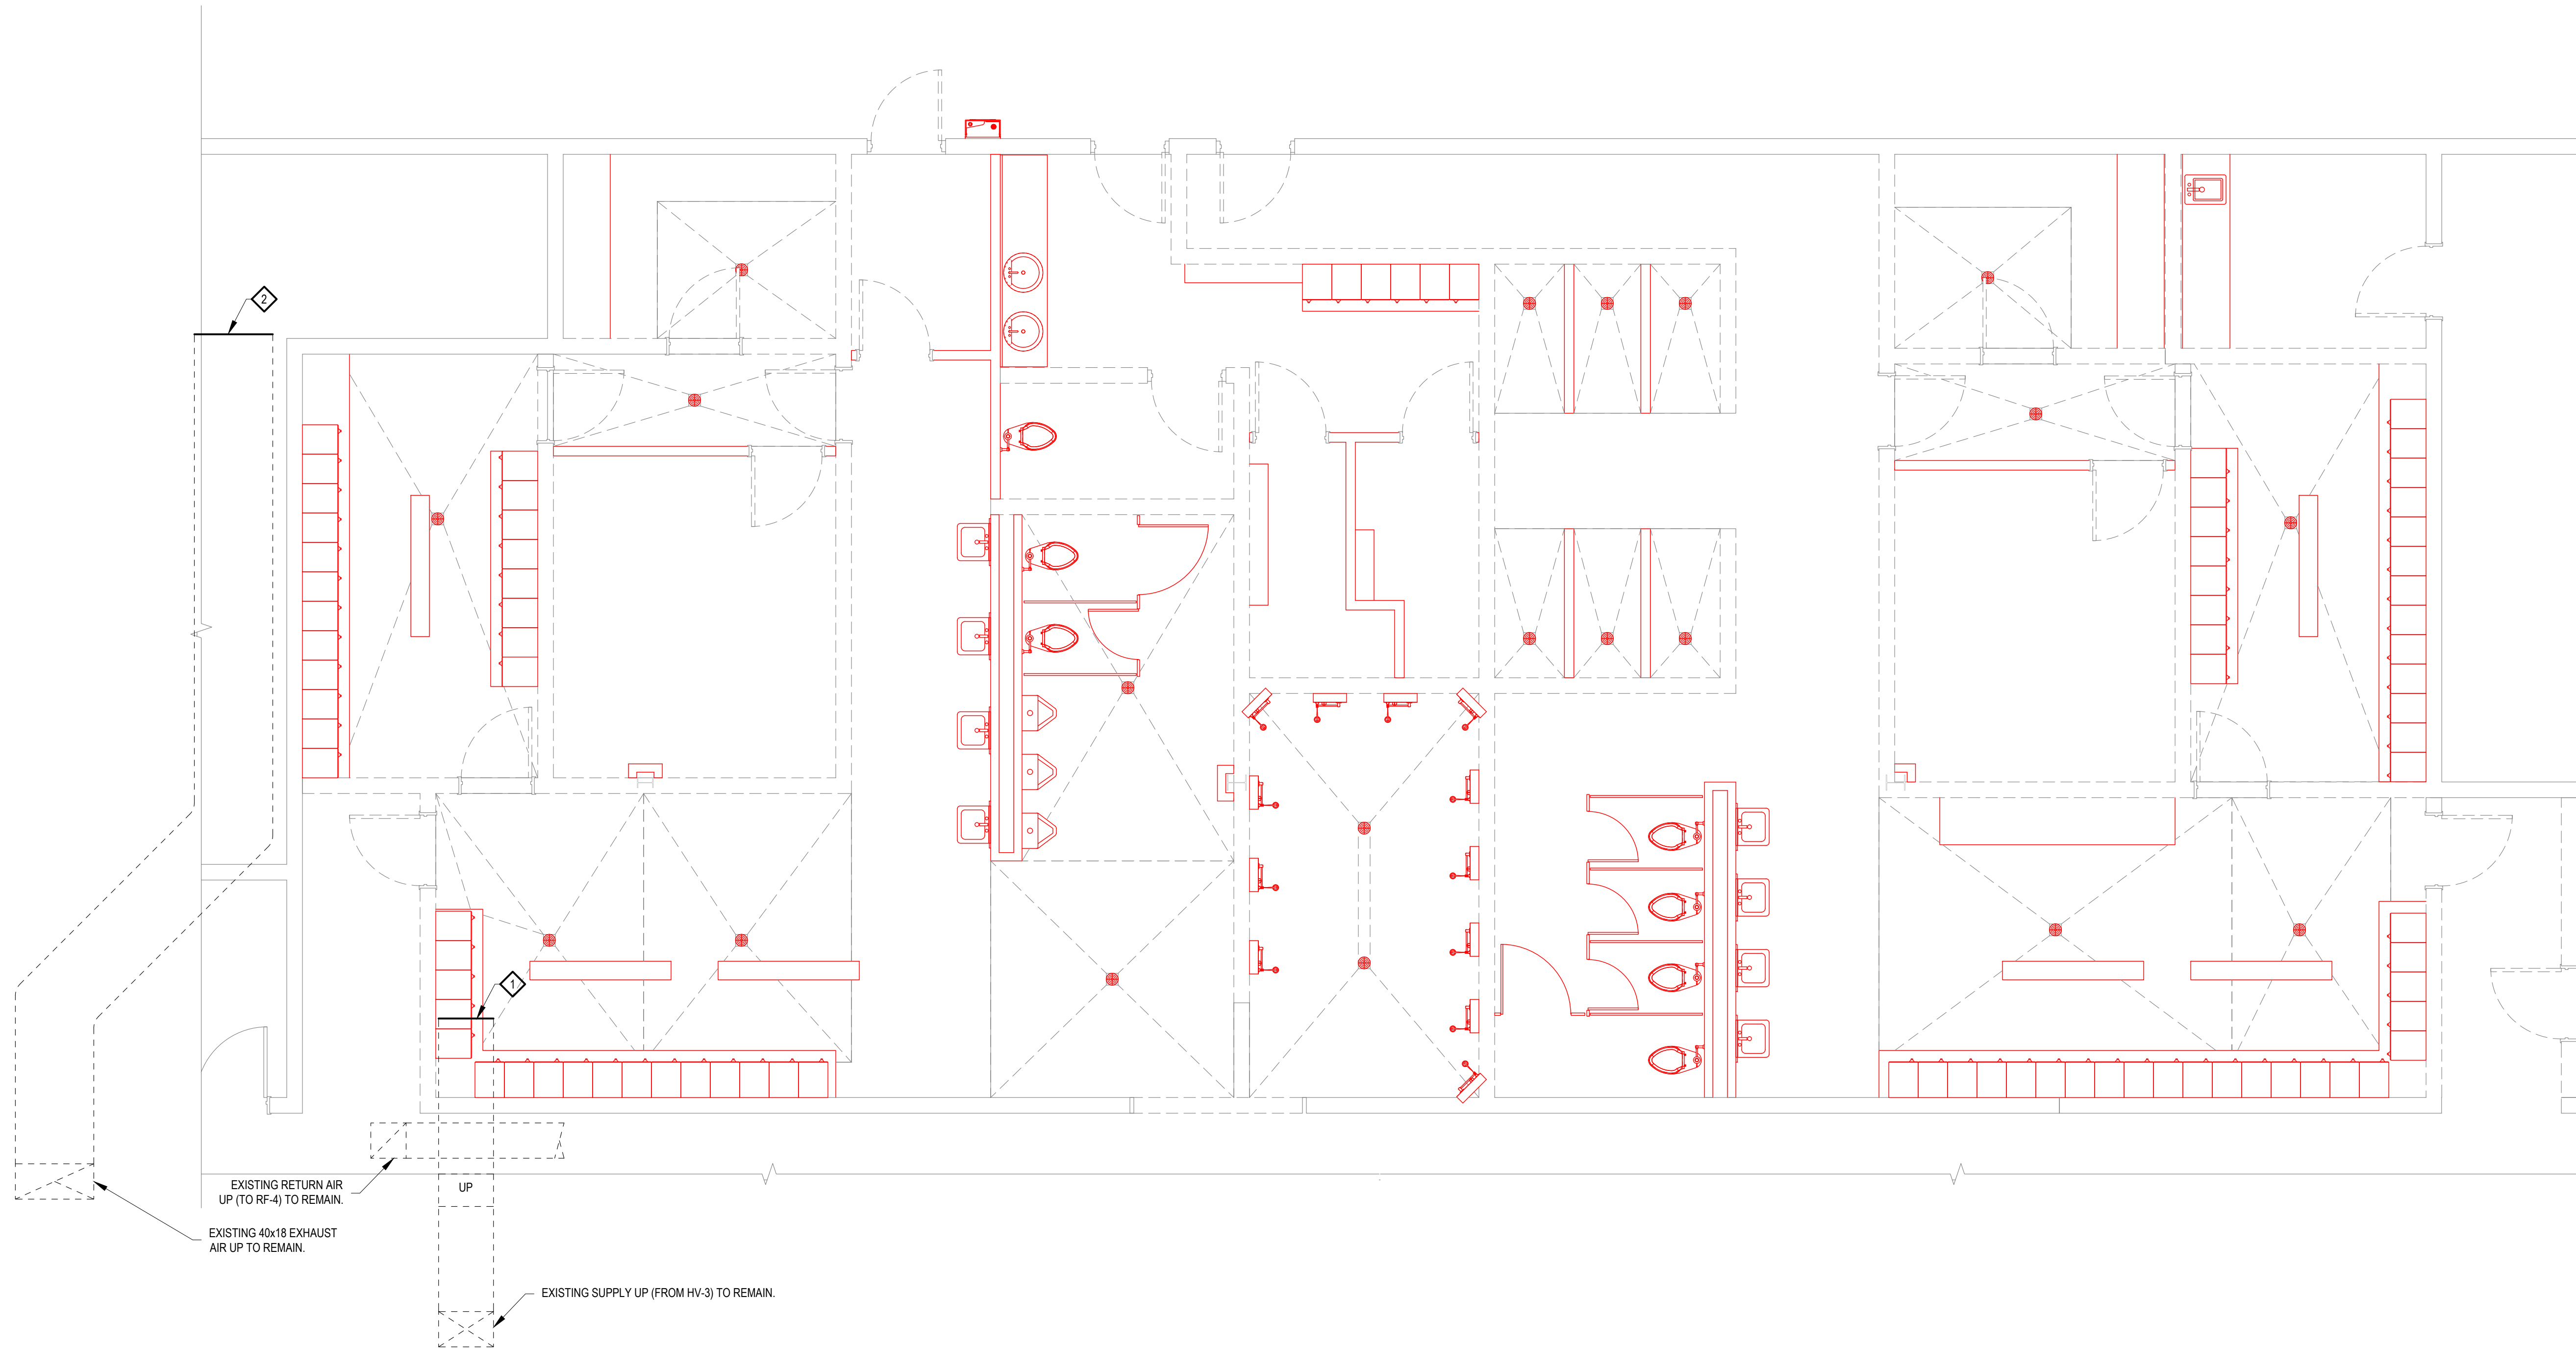 2
1
EXISTING RETURN AIR
UP (TO RF-4) TO REMAIN.
UP
EXISTING 40x18 EXHAUST
AIR UP TO REMAIN.
EXISTING SUPPLY UP (FROM HV-3) TO REMAIN.